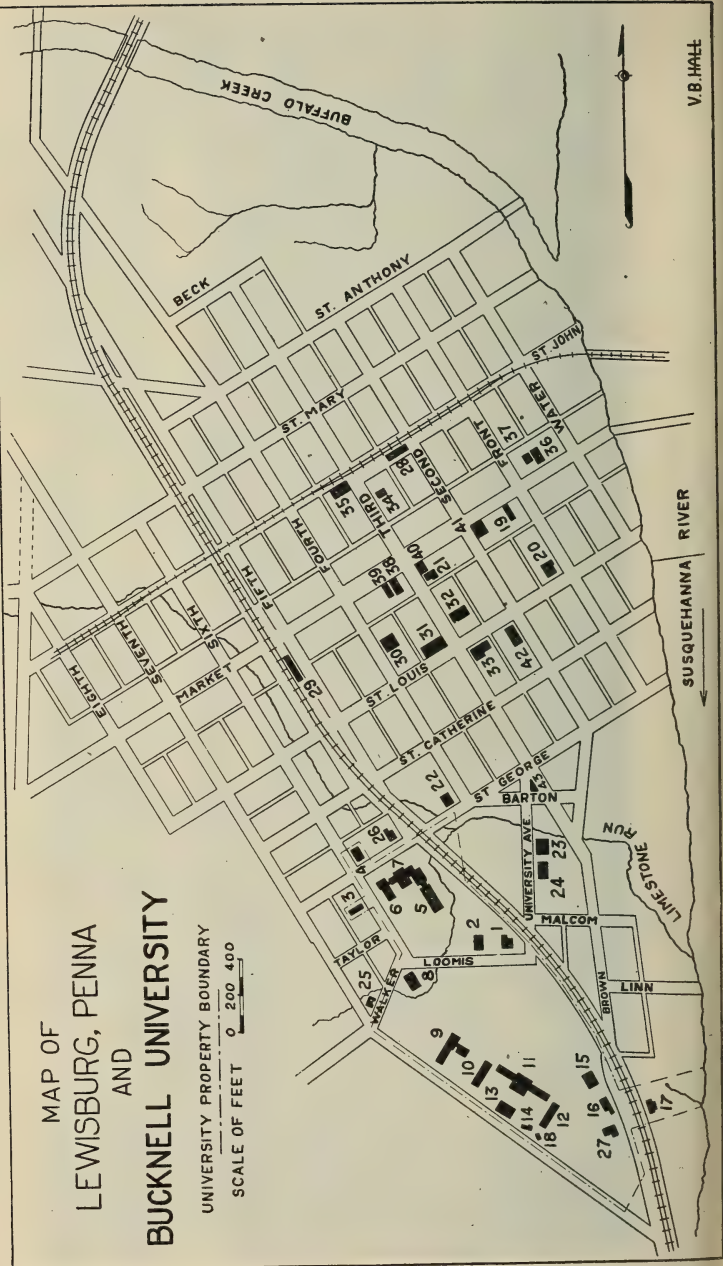 MAP OF
LEWISBURG, PENNA
AND
BUCKNELL UNIVERSITY
UNIVERSITY PROPERTY BOUNDARY
SCALE OF FEET 0 200 400
BUFFALO CREEK
V.B.HALL
BECK
ST. ANTHONY
ST. MARY
ST. JOHN
WATER
FRONT
SECOND
THIRD
FOURTH
FIFTH
SIXTH
SEVENTH
EIGHTH
MARKET
ST. LOUIS
ST. CATHERINE
ST GEORGE
BARTON
UNIVERSITY AVE.
MALCOM
LOOMIS
TAYLOR
WALKER
BROWN
LINN
LIMESTONE RUN
SUSQUEHANNA RIVER
28
37
36
35
34
41
19
39
38
40
21
20
32
30
31
33
42
29
22
43
26
4
7
6
5
3
23
24
2
1
25
8
9
10
11
13
14
12
18
15
16
27
17